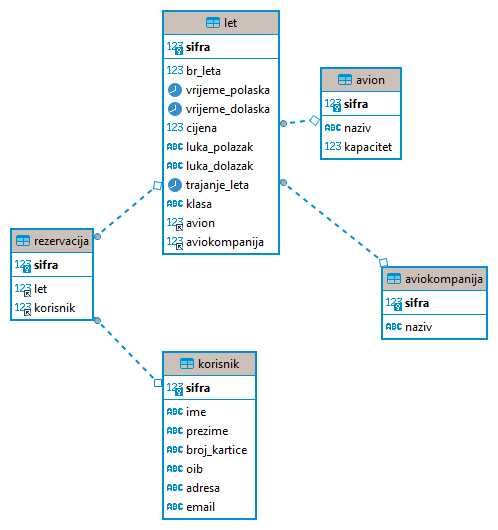 let
123 sifra
123 br_leta
vrijeme_polaska
vrijeme_dolaska
123 cijena
ABC luka_polazak
ABC luka_dolazak
trajanje_leta
ABC klasa
123 avion
123 aviokompanija
avion
123 sifra
ABC naziv
123 kapacitet
rezervacija
123 sifra
123 let
123 korisnik
aviokompanija
123 sifra
ABC naziv
korisnik
123 sifra
ABC ime
ABC prezime
ABC broj_kartice
ABC oib
ABC adresa
ABC email